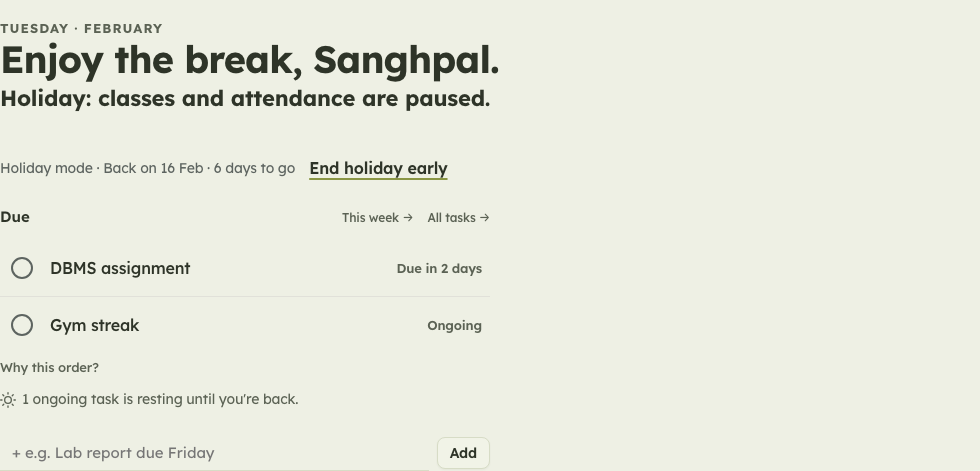 TUESDAY · FEBRUARY
Enjoy the break, Sanghpal.
Holiday: classes and attendance are paused.
Holiday mode · Back on 16 Feb · 6 days to go End holiday early
Due This week → All tasks →
DBMS assignment Due in 2 days
Gym streak Ongoing
Why this order?
1 ongoing task is resting until you're back.
+ e.g. Lab report due Friday Add